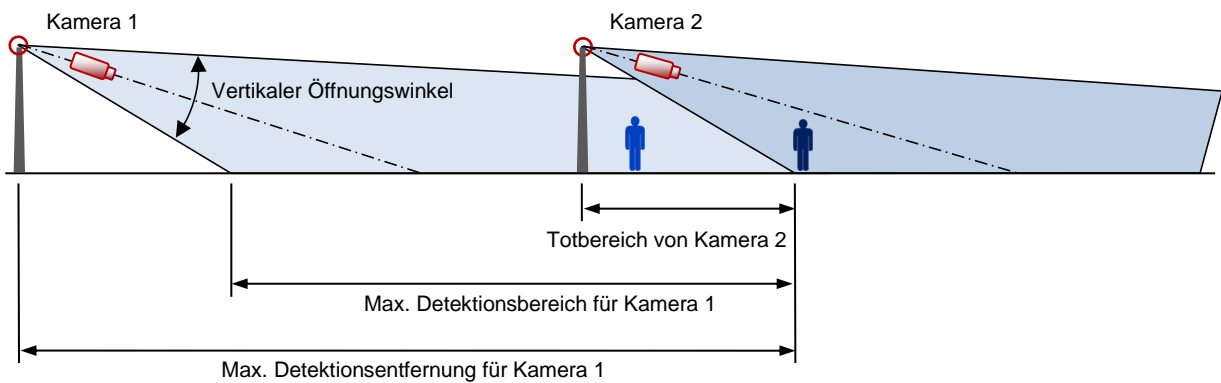 Kamera 1
Kamera 2
Vertikaler Öffnungswinkel
Totbereich von Kamera 2
Max. Detektionsbereich für Kamera 1
Max. Detektionsentfernung für Kamera 1